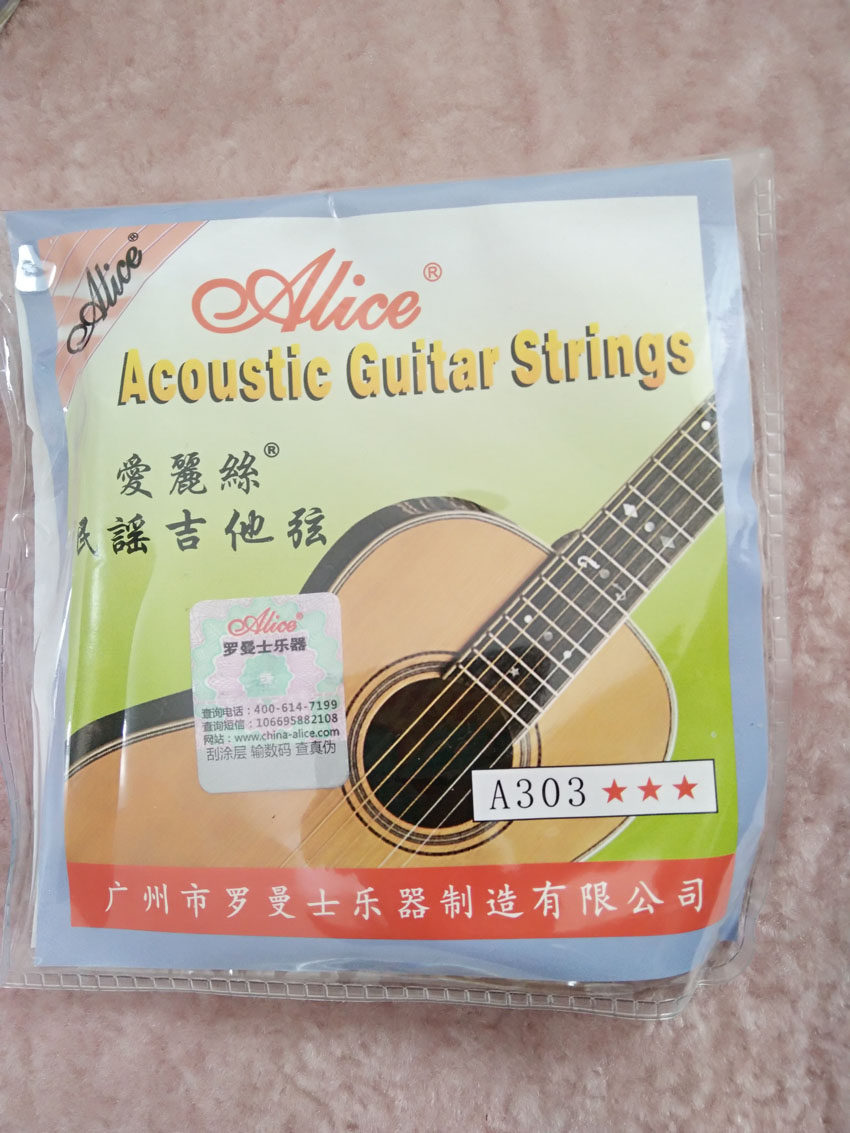 Alice®
Alice®
Acoustic Guitar Strings
愛麗絲®
民謡吉他弦
Alice®
罗曼士乐器
查询电话：400-614-7199
查询短信：106695882108
网站：www.china-alice.com
刮涂层 输数码 查真伪
A303 ★★★
广州市罗曼士乐器制造有限公司